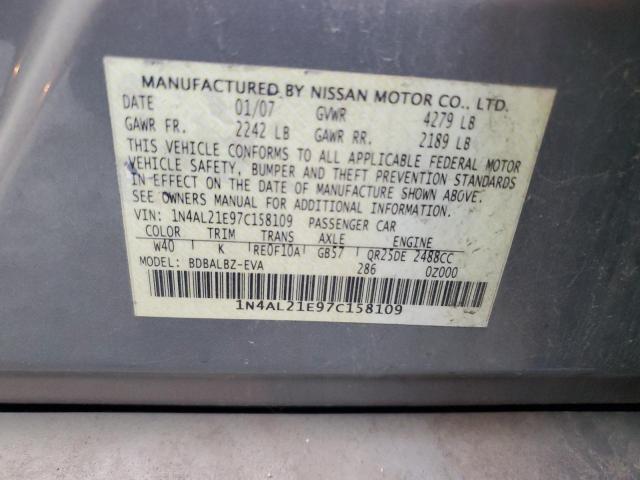 MANUFACTURED BY NISSAN MOTOR CO., LTD.
DATE 01/07 GVWR 4279 LB
GAWR FR. 2242 LB GAWR RR. 2189 LB
THIS VEHICLE CONFORMS TO ALL APPLICABLE FEDERAL MOTOR
VEHICLE SAFETY, BUMPER AND THEFT PREVENTION STANDARDS
IN EFFECT ON THE DATE OF MANUFACTURE SHOWN ABOVE.
SEE OWNERS MANUAL FOR ADDITIONAL INFORMATION.
VIN: 1N4AL21E97C158109 PASSENGER CAR
COLOR TRIM TRANS AXLE ENGINE
W40 K RE0F10A GB57 QR25DE 2488CC
MODEL: BDBALBZ-EVA 286 0Z000
1N4AL21E97C158109